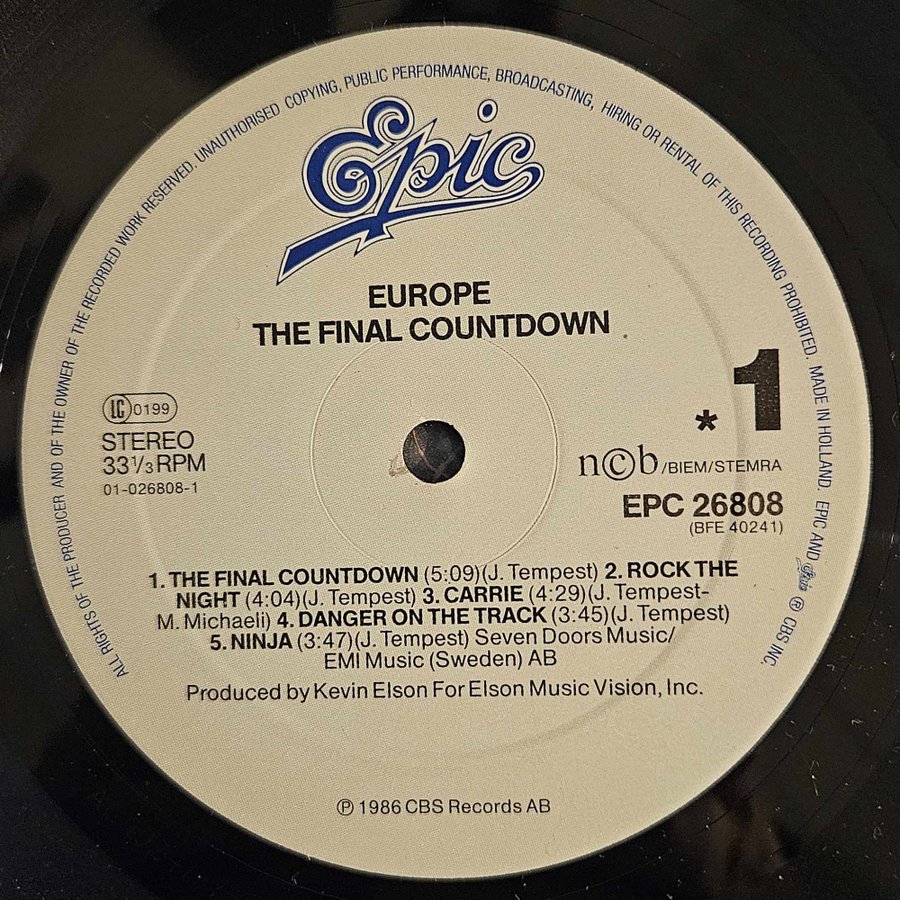 ALL RIGHTS OF THE PRODUCER AND OF THE OWNER OF THE RECORDED WORK RESERVED. UNAUTHORISED COPYING, PUBLIC PERFORMANCE, BROADCASTING, HIRING OR RENTAL OF THIS RECORDING PROHIBITED. MADE IN HOLLAND. EPIC AND Epic ® CBS INC.
Epic
EUROPE
THE FINAL COUNTDOWN
LC 0199
STEREO
33 1/3 RPM
01-026808-1
1
*
n©b/BIEM/STEMRA
EPC 26808
(BFE 40241)
1. THE FINAL COUNTDOWN (5:09)(J. Tempest) 2. ROCK THE
NIGHT (4:04)(J. Tempest) 3. CARRIE (4:29)(J. Tempest-
M. Michaeli) 4. DANGER ON THE TRACK (3:45)(J. Tempest)
5. NINJA (3:47)(J. Tempest) Seven Doors Music/
EMI Music (Sweden) AB
Produced by Kevin Elson For Elson Music Vision, Inc.
℗ 1986 CBS Records AB